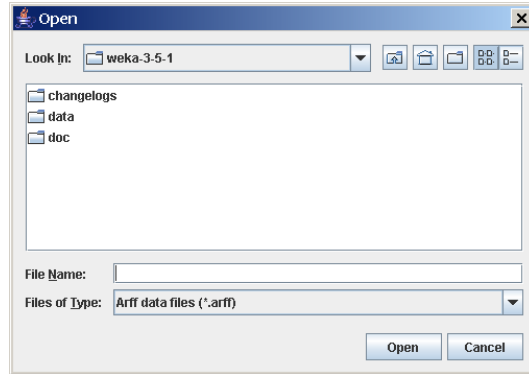 Open
Look In: weka-3-5-1
changelogs
data
doc
File Name:
Files of Type: Arff data files (*.arff)
Open Cancel